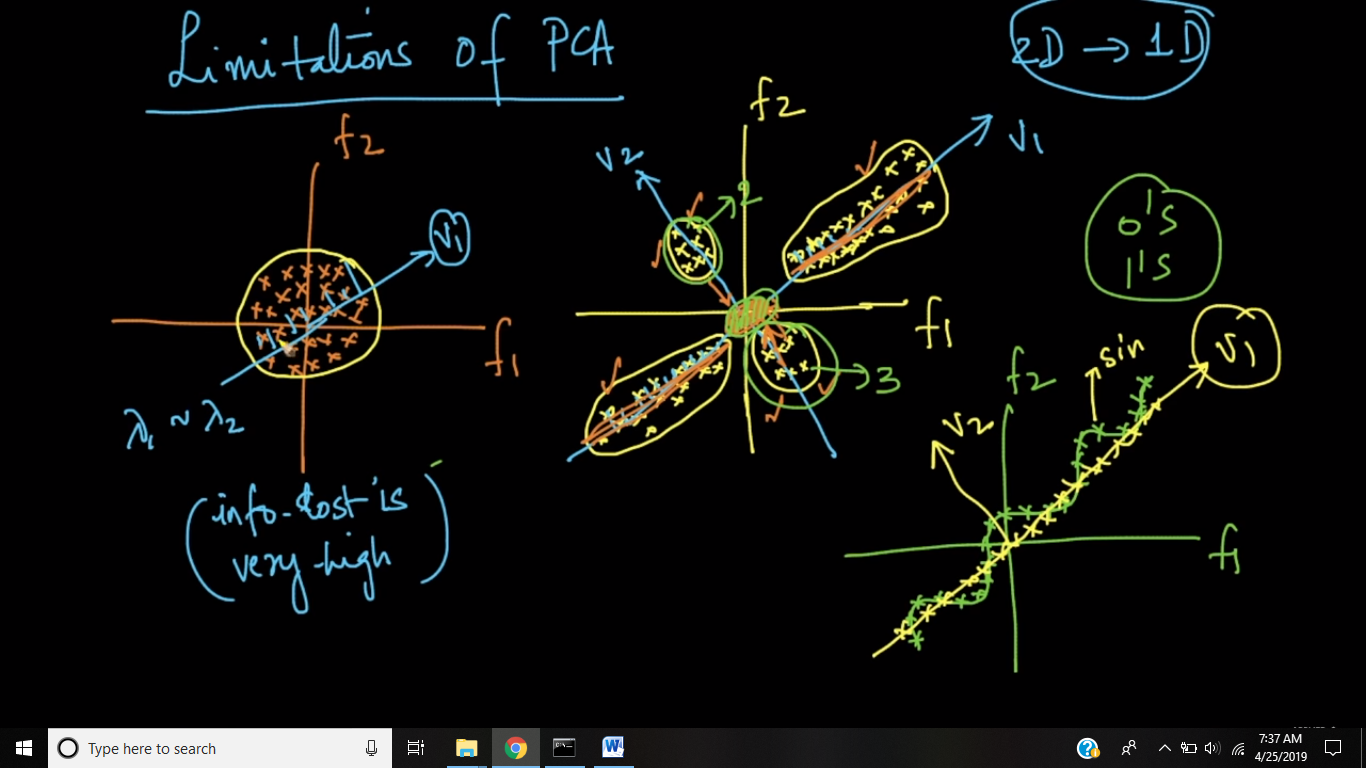 Limitations of PCA
2D → 1D
f2
v1
λ1 ~ λ2
(info-lost is
very high)
f1
f2
v2
v1
2
3
f1
0's
1's
sin
f2
v2
v1
f1
Type here to search
7:37 AM
4/25/2019